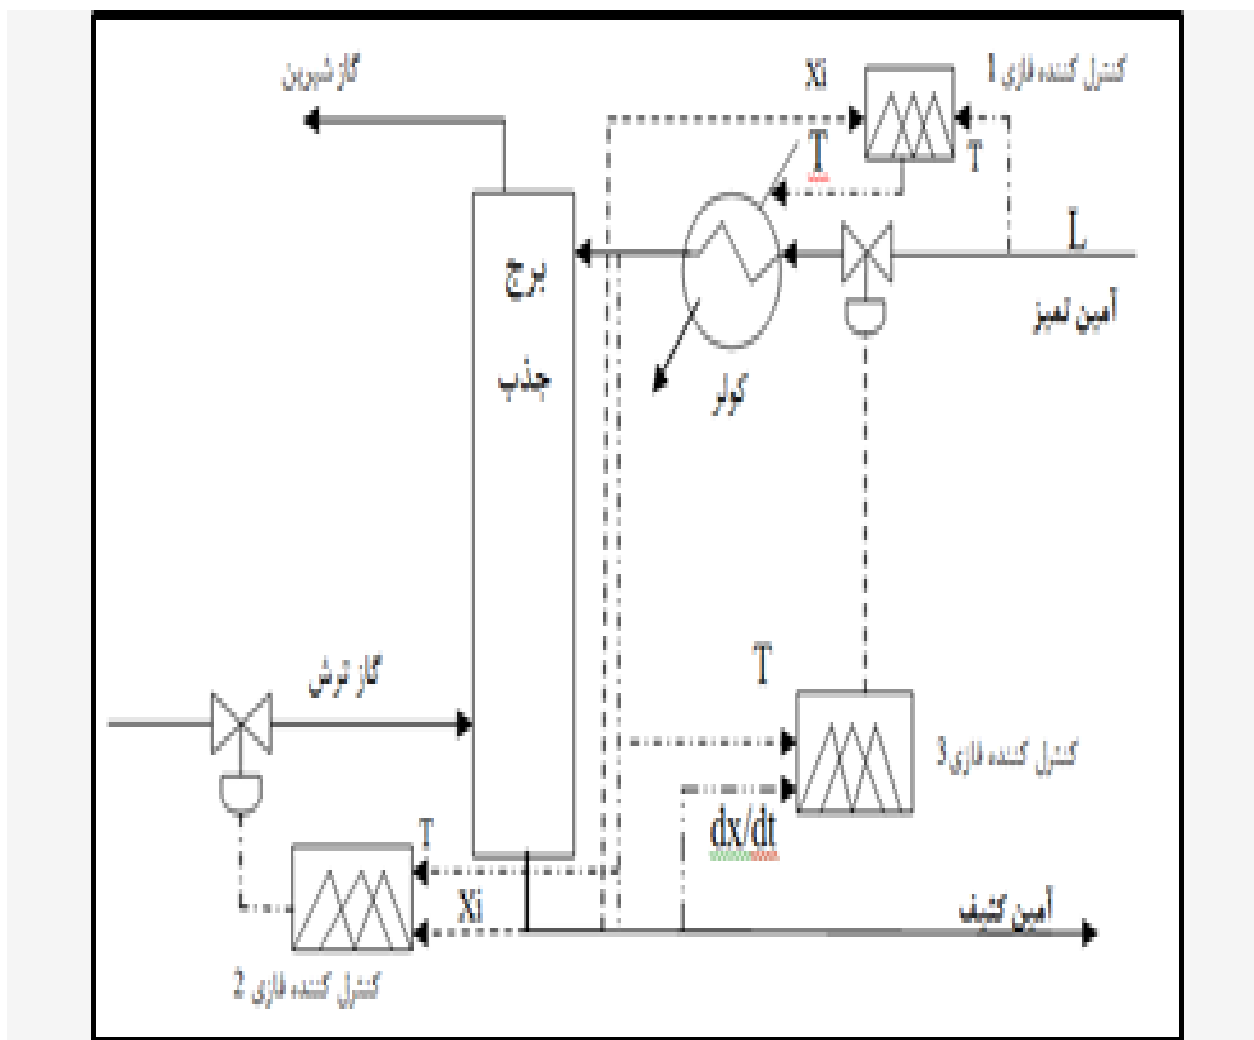 گاز شیرین
Xi
کنترل کننده فازی 1
T
T
L
برج
جذب
آمین تمیز
کولر
گاز ترش
T
کنترل کننده فازی 3
dx/dt
T
Xi
آمین کثیف
کنترل کننده فازی 2